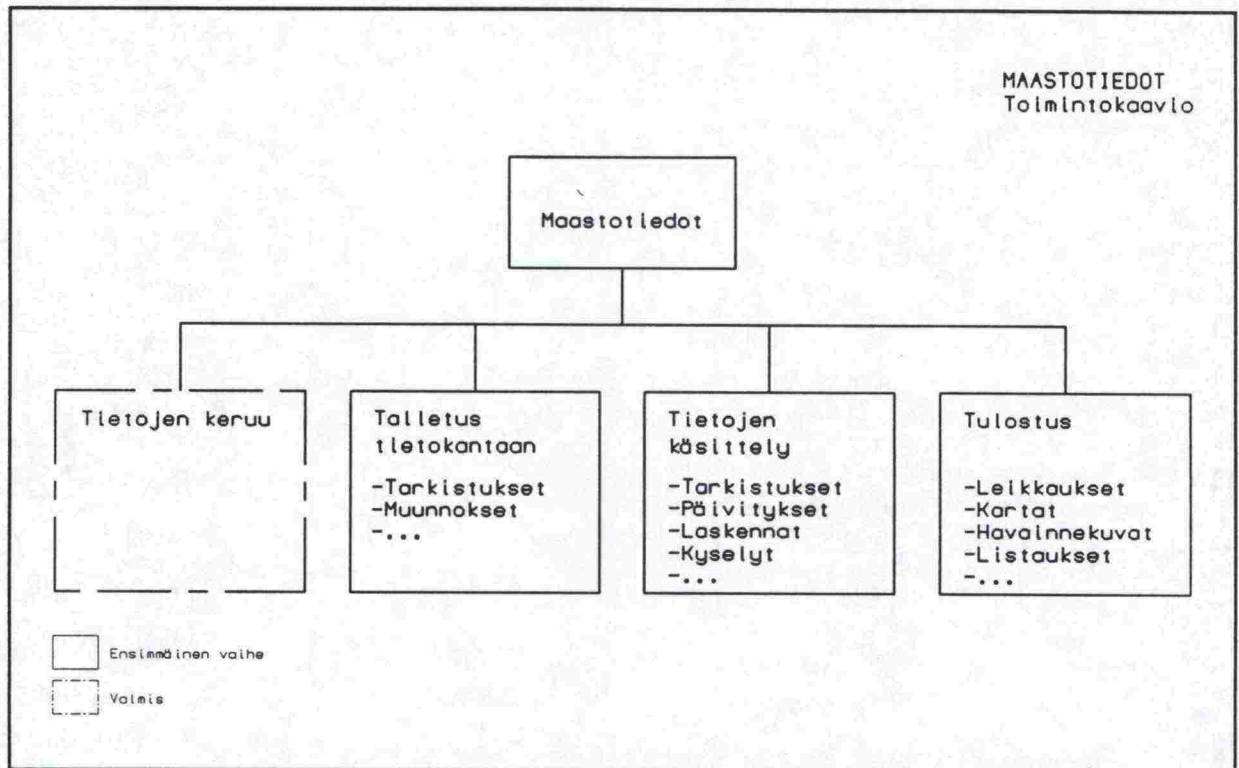 MAASTOTIEDOT
Toimintokaavio
Maastotiedot
Tietojen keruu
Talletus
tietokantaan
-Tarkistukset
-Muunnokset
-...
Tietojen
käsittely
-Tarkistukset
-Päivitykset
-Laskennat
-Kyselyt
-...
Tulostus
-Leikkaukset
-Kartat
-Havainnekuvat
-Listaukset
-...
Ensimmäinen vaihe
Valmis